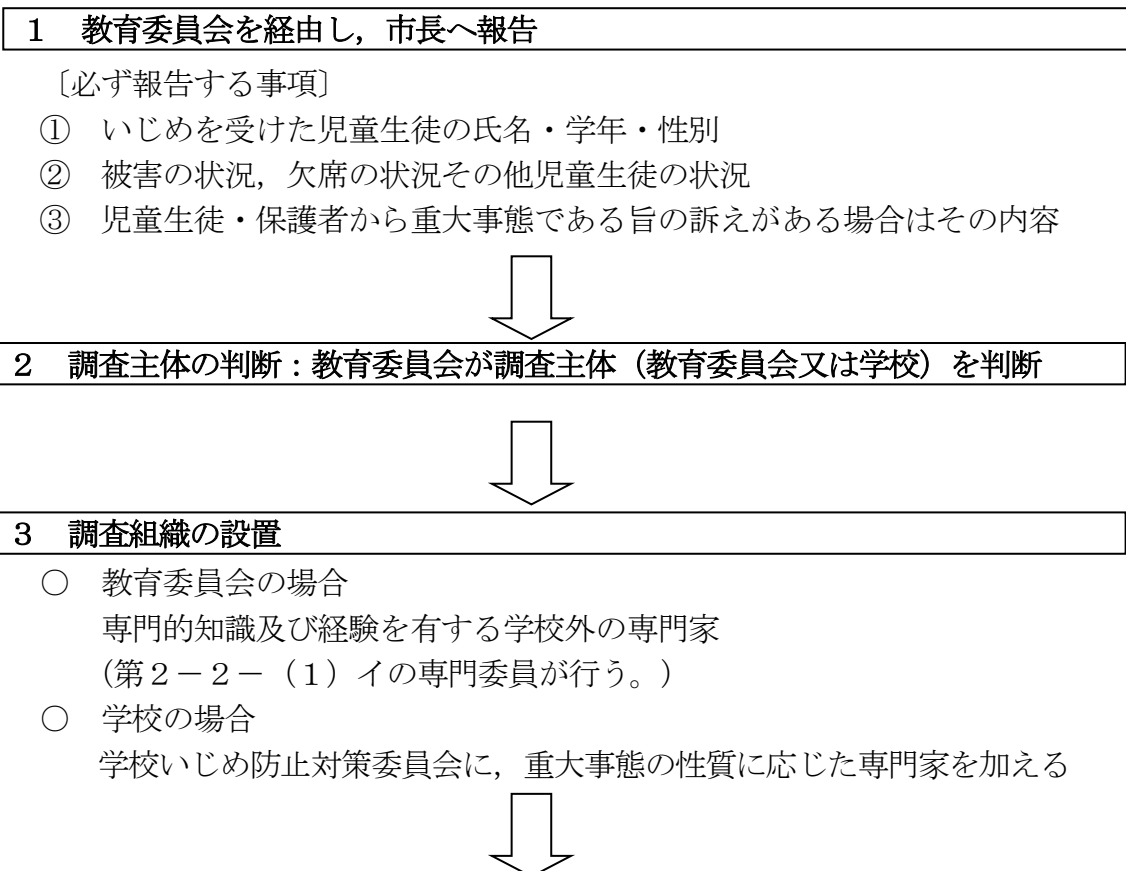 １　教育委員会を経由し，市長へ報告
〔必ず報告する事項〕
①　いじめを受けた児童生徒の氏名・学年・性別
②　被害の状況，欠席の状況その他児童生徒の状況
③　児童生徒・保護者から重大事態である旨の訴えがある場合はその内容
２　調査主体の判断：教育委員会が調査主体（教育委員会又は学校）を判断
３　調査組織の設置
○　教育委員会の場合
専門的知識及び経験を有する学校外の専門家
（第２－２－（１）イの専門委員が行う。）
○　学校の場合
学校いじめ防止対策委員会に，重大事態の性質に応じた専門家を加える